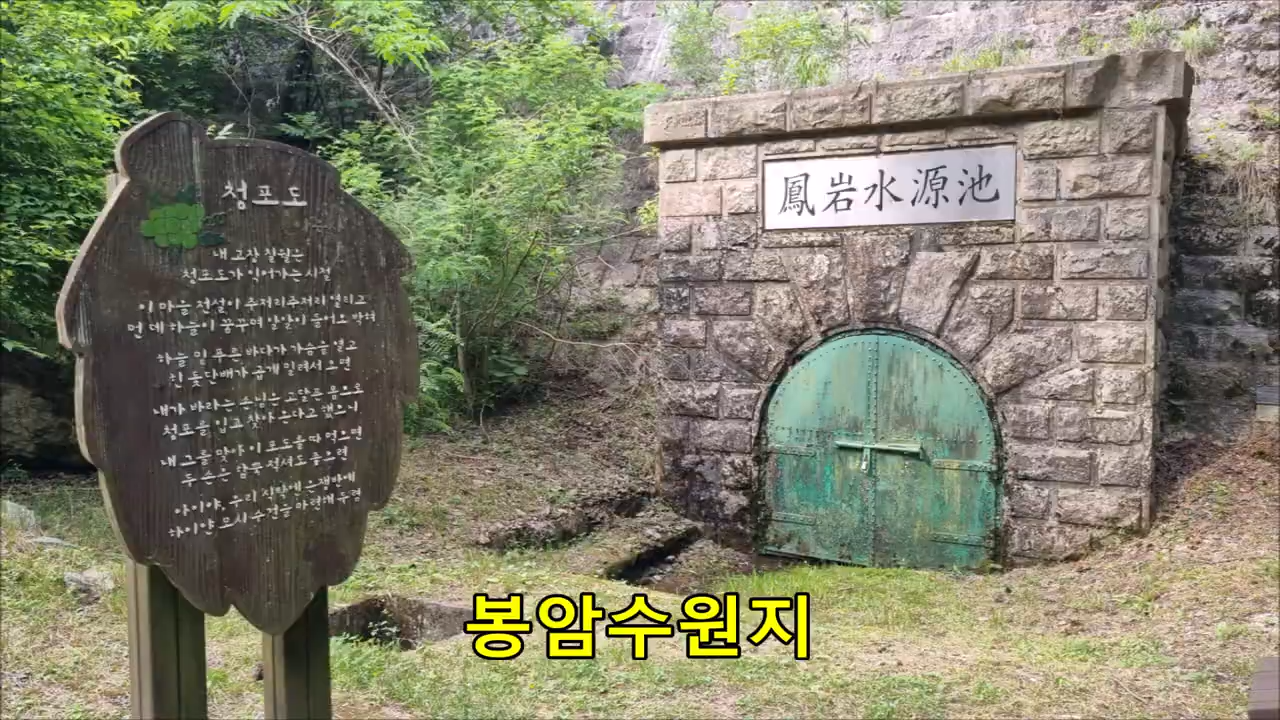 청포도
내 고장 칠월은
청포도가 익어가는 시절
이 마을 전설이 주저리주저리 열리고
먼 데 하늘이 꿈꾸며 알알이 들어와 박혀
하늘 밑 푸른 바다가 가슴을 열고
흰 돛단배가 곱게 밀려서 오면
내가 바라는 손님은 고달픈 몸으로
청포를 입고 찾아 온다고 했으니
내 그를 맞아 이 포도를 따 먹으면
두 손은 함뿍 적셔도 좋으련
아이야, 우리 식탁에 은쟁반에
하이얀 모시 수건을 마련해 두렴
鳳岩水源池
봉암수원지